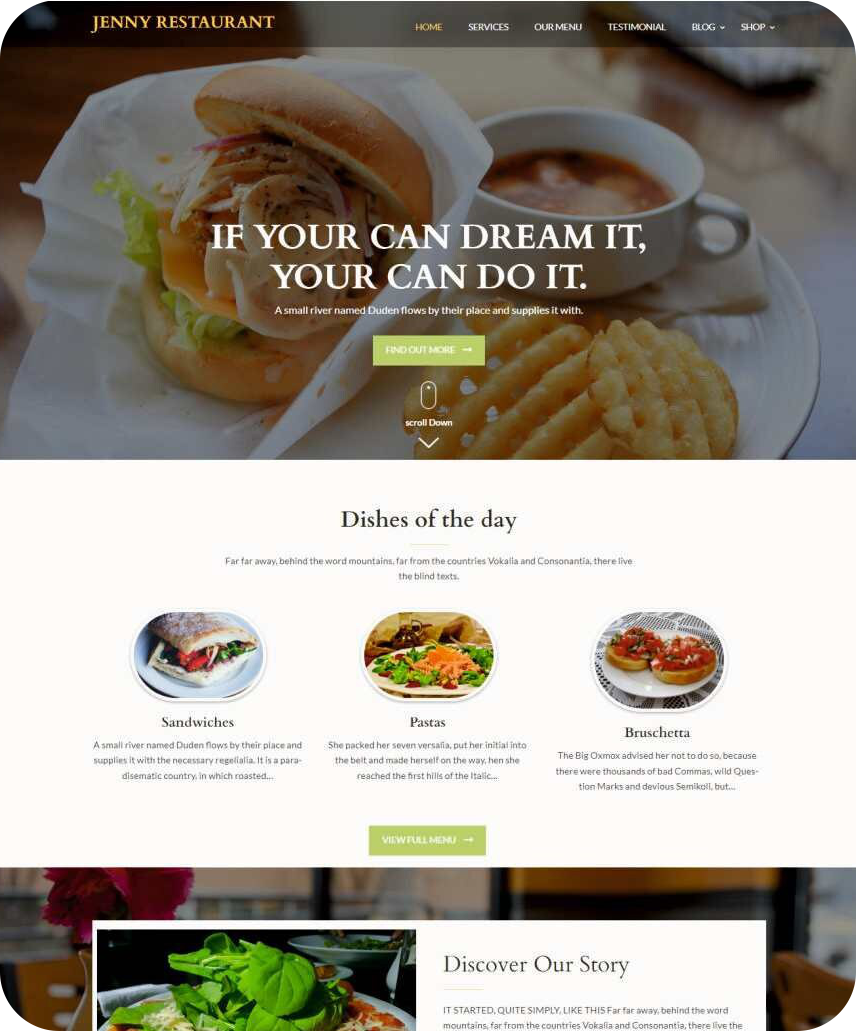 JENNY RESTAURANT
HOME SERVICES OUR MENU TESTIMONIAL BLOG SHOP
IF YOUR CAN DREAM IT,
YOUR CAN DO IT.
A small river named Duden flows by their place and supplies it with.
FIND OUT MORE →
scroll Down
Dishes of the day
Far far away, behind the word mountains, far from the countries Vokalia and Consonantia, there live
the blind texts.
Sandwiches
A small river named Duden flows by their place and
supplies it with the necessary regelialia. It is a para-
disematic country, in which roasted...
Pastas
She packed her seven versalia, put her initial into
the belt and made herself on the way, hen she
reached the first hills of the Italic...
Bruschetta
The Big Oxmox advised her not to do so, because
there were thousands of bad Commas, wild Ques-
tion Marks and devious Semikoli, but...
VIEW FULL MENU →
Discover Our Story
IT STARTED, QUITE SIMPLY, LIKE THIS Far far away, behind the word
mountains, far from the countries Vokalia and Consonantia, there live the